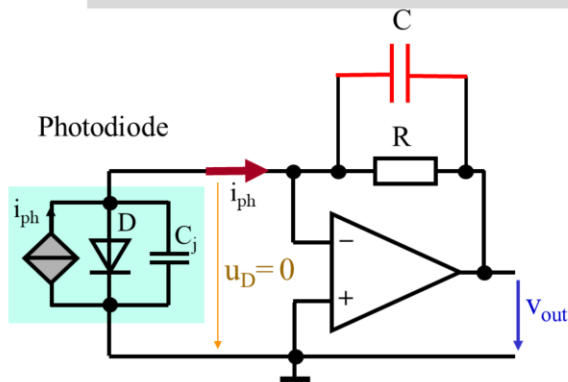 C
Photodiode
R
i_ph
i_ph
D
C_j
u_D = 0
−
+
v_out